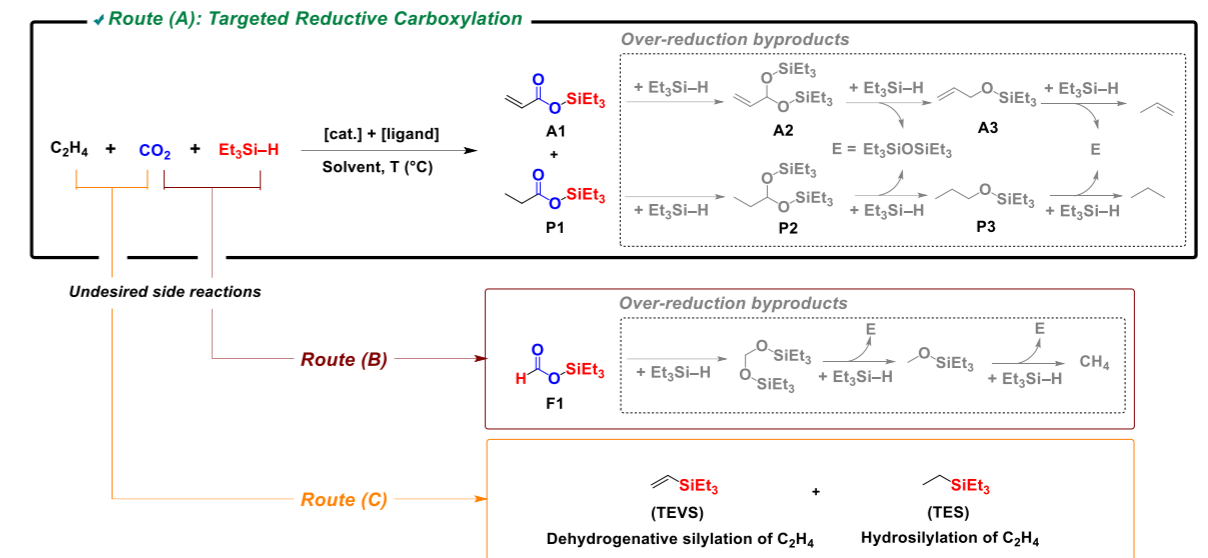 ✓ Route (A): Targeted Reductive Carboxylation
Over-reduction byproducts
C₂H₄ + CO₂ + Et₃Si–H
[cat.] + [ligand]
Solvent, T (°C)
O
O SiEt₃
A1
+
O
O SiEt₃
P1
+ Et₃Si–H
O SiEt₃
O SiEt₃
A2
+ Et₃Si–H
O SiEt₃
A3
+ Et₃Si–H
E = Et₃SiOSiEt₃
E
+ Et₃Si–H
O SiEt₃
O SiEt₃
P2
+ Et₃Si–H
O SiEt₃
P3
+ Et₃Si–H
Undesired side reactions
Route (B)
Over-reduction byproducts
O
H O SiEt₃
F1
+ Et₃Si–H
O SiEt₃
O SiEt₃
E
+ Et₃Si–H
O SiEt₃
E
+ Et₃Si–H
CH₄
Route (C)
SiEt₃
(TEVS)
Dehydrogenative silylation of C₂H₄
+
SiEt₃
(TES)
Hydrosilylation of C₂H₄